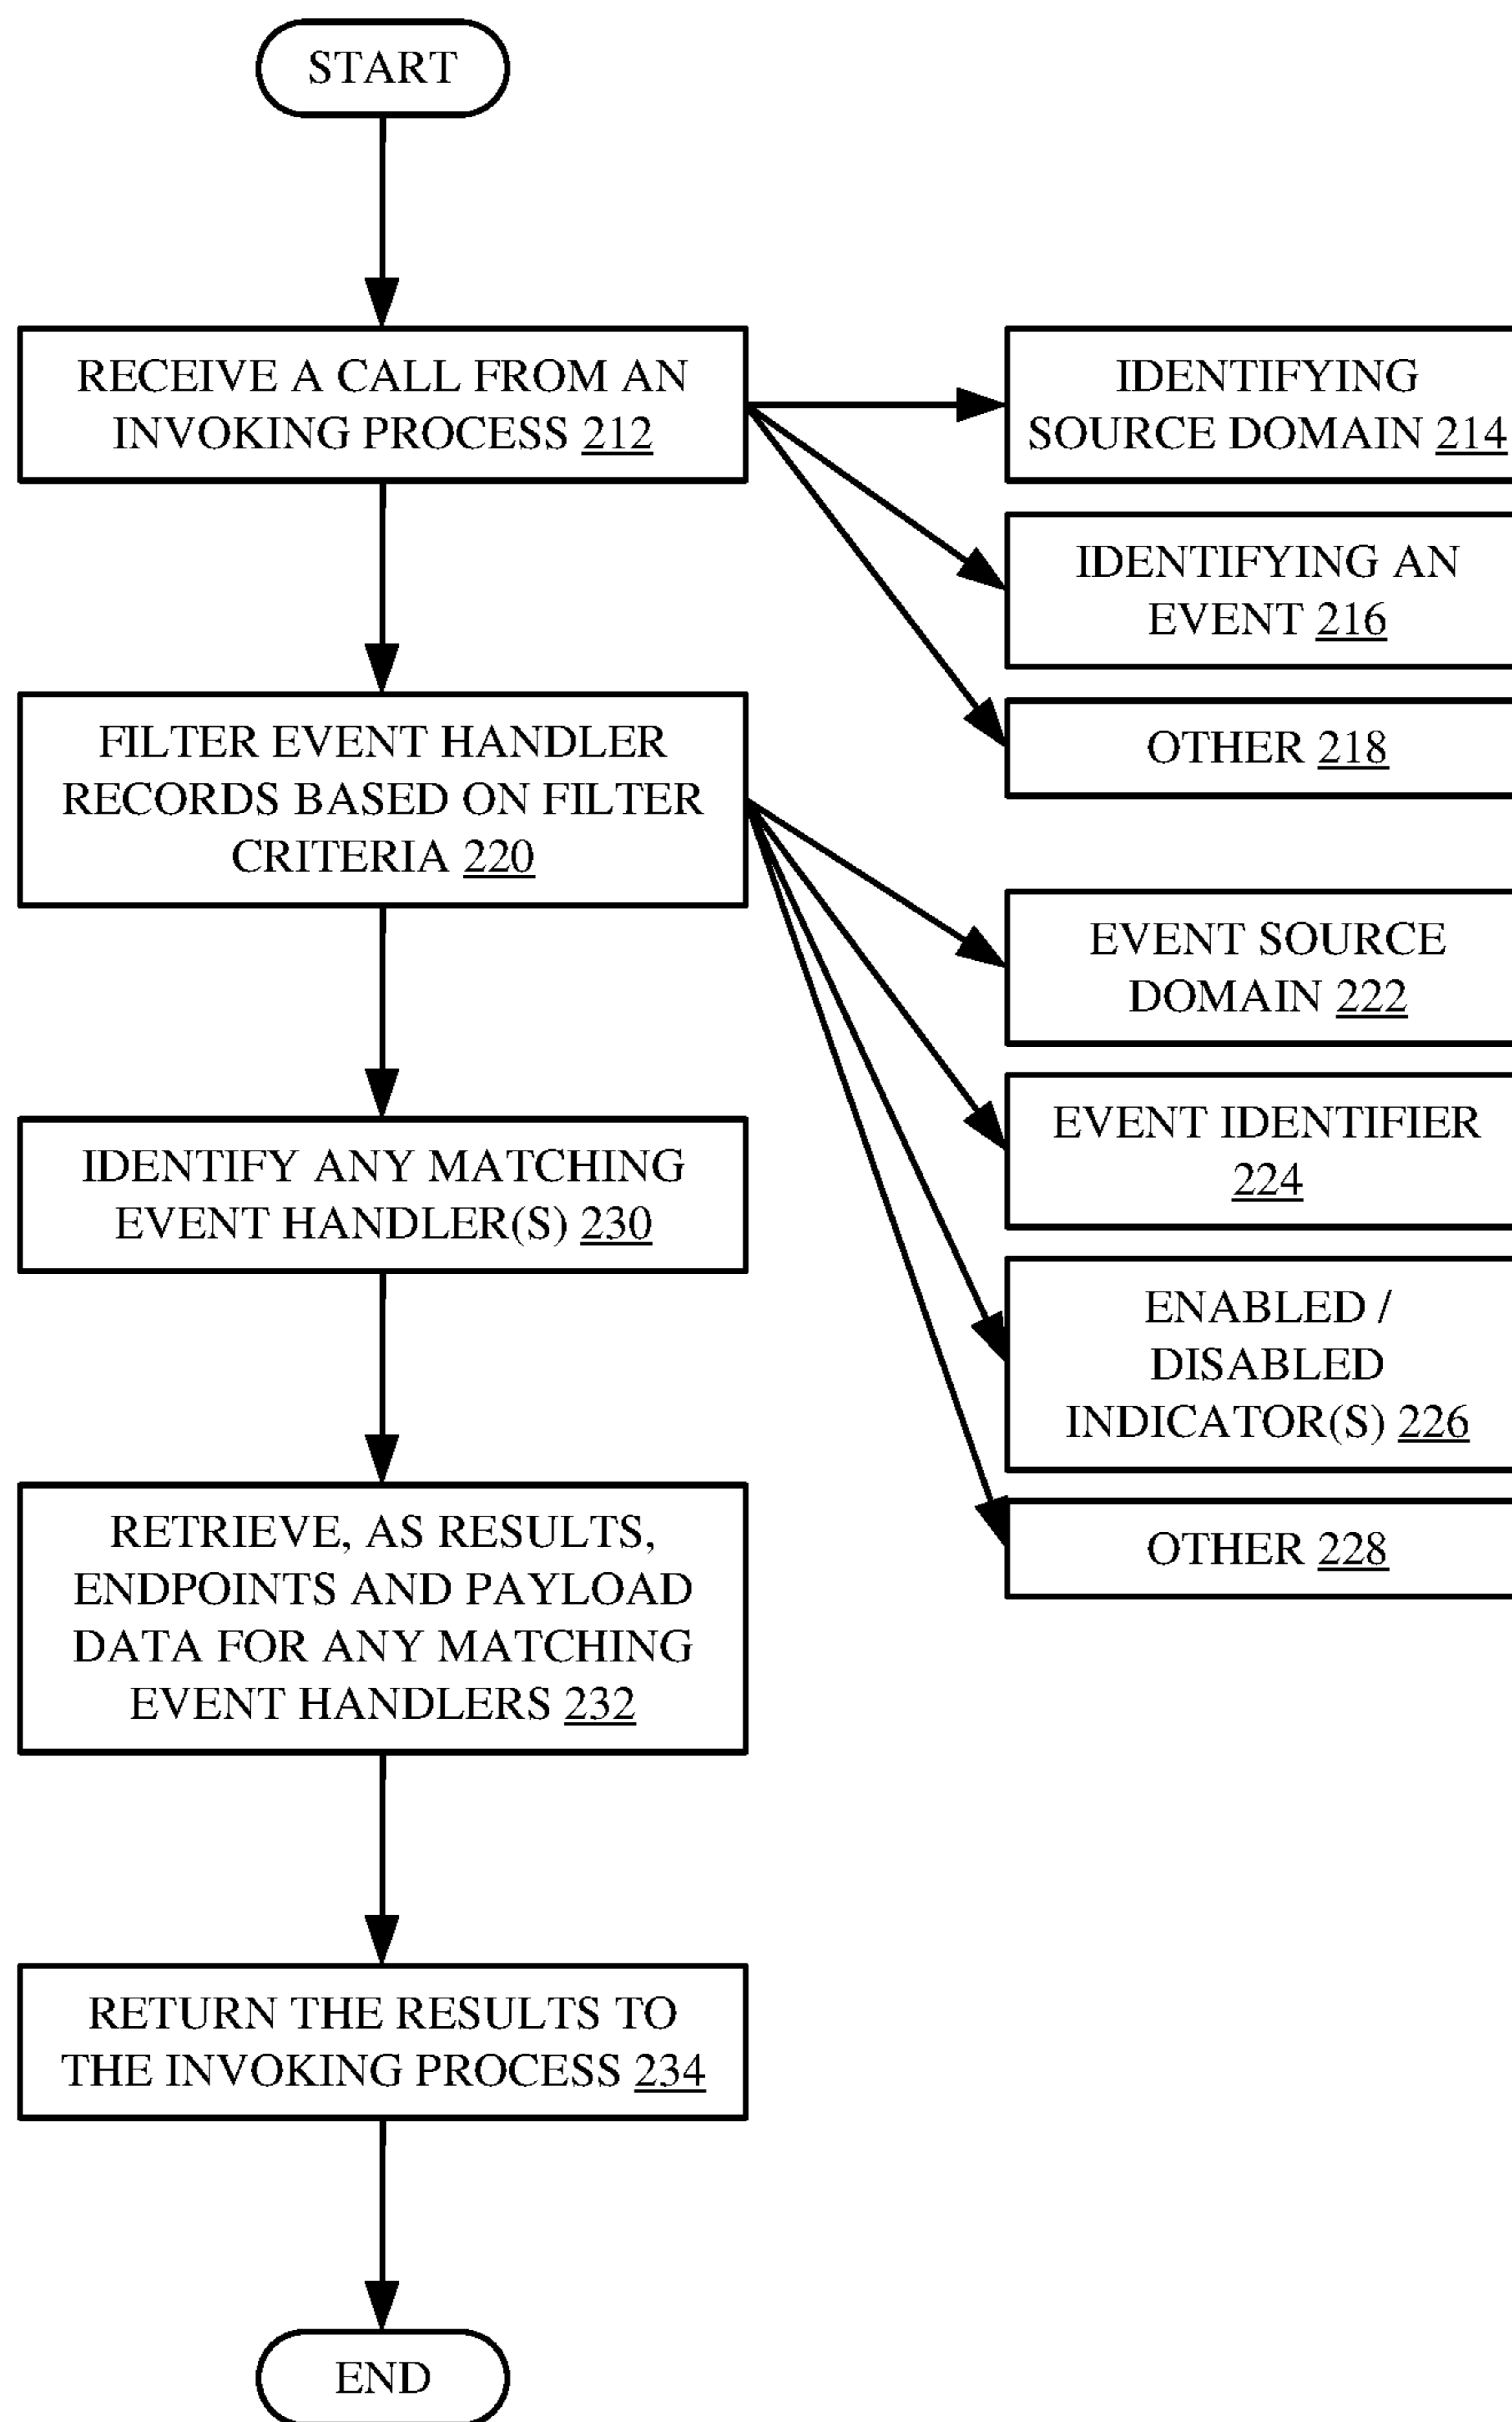 START
RECEIVE A CALL FROM AN
INVOKING PROCESS 212
IDENTIFYING
SOURCE DOMAIN 214
IDENTIFYING AN
EVENT 216
OTHER 218
FILTER EVENT HANDLER
RECORDS BASED ON FILTER
CRITERIA 220
EVENT SOURCE
DOMAIN 222
EVENT IDENTIFIER
224
ENABLED /
DISABLED
INDICATOR(S) 226
OTHER 228
IDENTIFY ANY MATCHING
EVENT HANDLER(S) 230
RETRIEVE, AS RESULTS,
ENDPOINTS AND PAYLOAD
DATA FOR ANY MATCHING
EVENT HANDLERS 232
RETURN THE RESULTS TO
THE INVOKING PROCESS 234
END